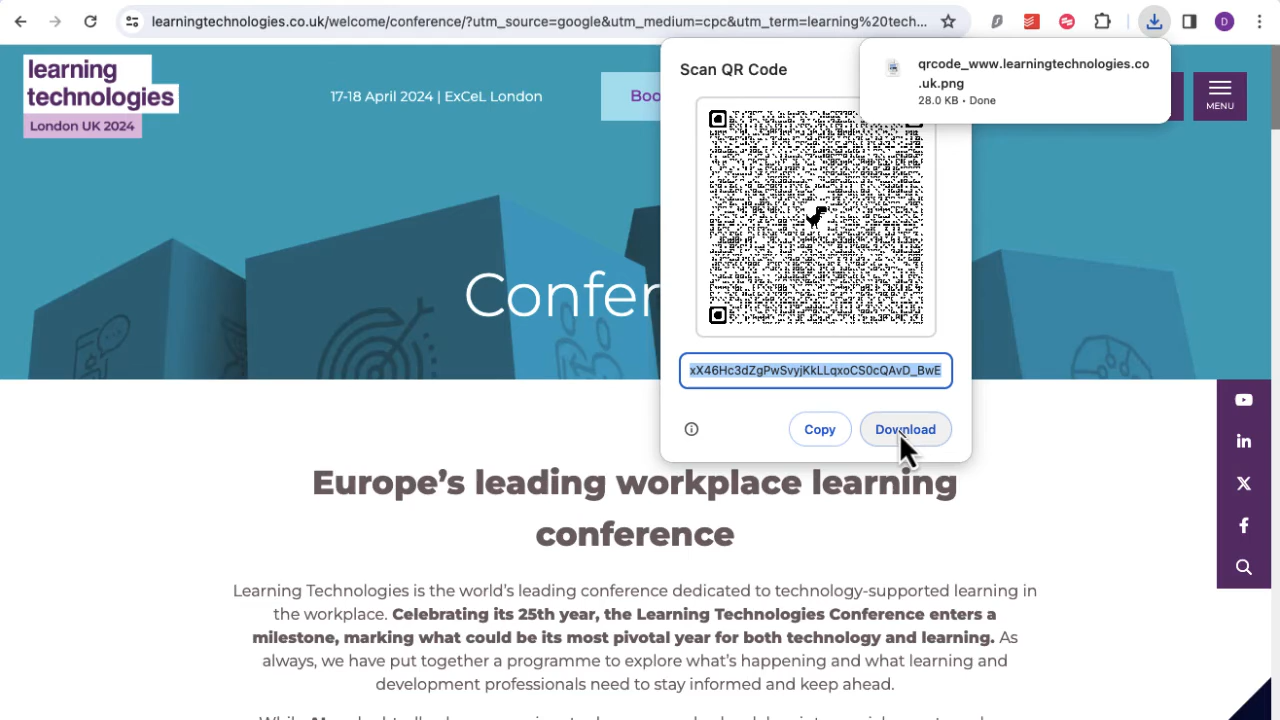 learningtechnologies.co.uk/welcome/conference/?utm_source=google&utm_medium=cpc&utm_term=learning%20tech...
D
learning
technologies
London UK 2024
17-18 April 2024 | ExCeL London
Boo
MENU
Scan QR Code
qrcode_www.learningtechnologies.co
.uk.png
28.0 KB • Done
Confer
xX46Hc3dZgPwSvyjKkLLqxoCS0cQAvD_BwE
Copy
Download
Europe's leading workplace learning
conference
Learning Technologies is the world's leading conference dedicated to technology-supported learning in
the workplace. Celebrating its 25th year, the Learning Technologies Conference enters a
milestone, marking what could be its most pivotal year for both technology and learning. As
always, we have put together a programme to explore what's happening and what learning and
development professionals need to stay informed and keep ahead.